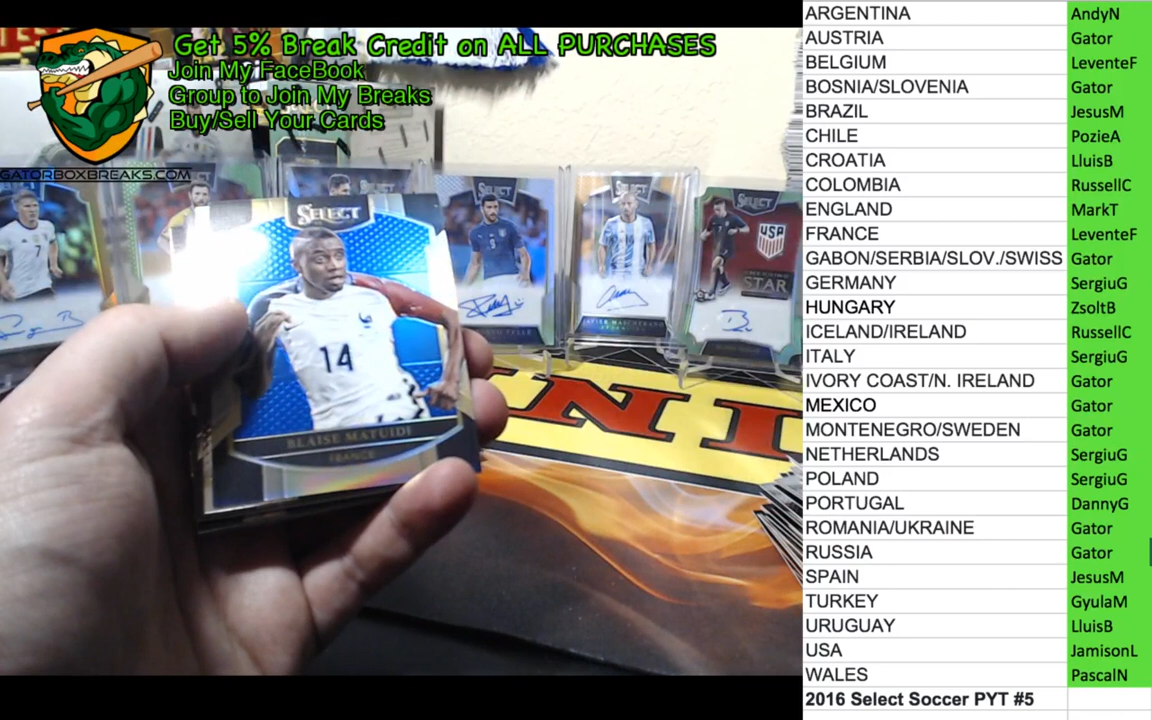 Get 5% Break Credit on ALL PURCHASES
Join My FaceBook
Group to Join My Breaks
Buy/Sell Your Cards
GATORBOXBREAKS.COM
SELECT
SELECT
SELECT
USA
STAR
14
BLAISE MATUIDI
FRANCE
7
9
ARGENTINA AndyN
AUSTRIA Gator
BELGIUM LeventeF
BOSNIA/SLOVENIA Gator
BRAZIL JesusM
CHILE PozieA
CROATIA LluisB
COLOMBIA RussellC
ENGLAND MarkT
FRANCE LeventeF
GABON/SERBIA/SLOV./SWISS Gator
GERMANY SergiuG
HUNGARY ZsoltB
ICELAND/IRELAND RussellC
ITALY SergiuG
IVORY COAST/N. IRELAND Gator
MEXICO Gator
MONTENEGRO/SWEDEN Gator
NETHERLANDS SergiuG
POLAND SergiuG
PORTUGAL DannyG
ROMANIA/UKRAINE Gator
RUSSIA Gator
SPAIN JesusM
TURKEY GyulaM
URUGUAY LluisB
USA JamisonL
WALES PascalN
2016 Select Soccer PYT #5